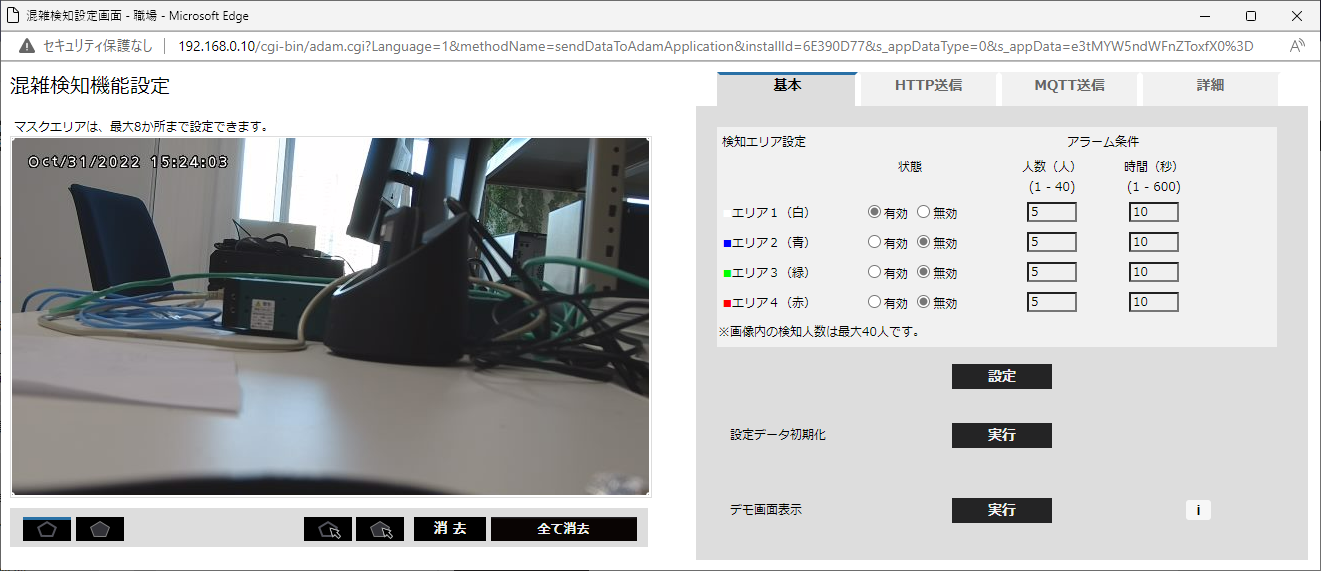 混雑検知設定画面 - 職場 - Microsoft Edge
セキュリティ保護なし
192.168.0.10/cgi-bin/adam.cgi?Language=1&methodName=sendDataToAdamApplication&installId=6E390D77&s_appDataType=0&s_appData=e3tMYW5ndWFnZToxfX0%3D
混雑検知機能設定
マスクエリアは、最大8か所まで設定できます。
Oct/31/2022 15:24:03
消 去
全て消去
基本
HTTP送信
MQTT送信
詳細
検知エリア設定
アラーム条件
状態
人数（人）
時間（秒）
(1 - 40)
(1 - 600)
エリア１（白） 有効 無効 5 10
エリア２（青） 有効 無効 5 10
エリア３（緑） 有効 無効 5 10
エリア４（赤） 有効 無効 5 10
※画像内の検知人数は最大40人です。
設定
設定データ初期化 実行
デモ画面表示 実行 i